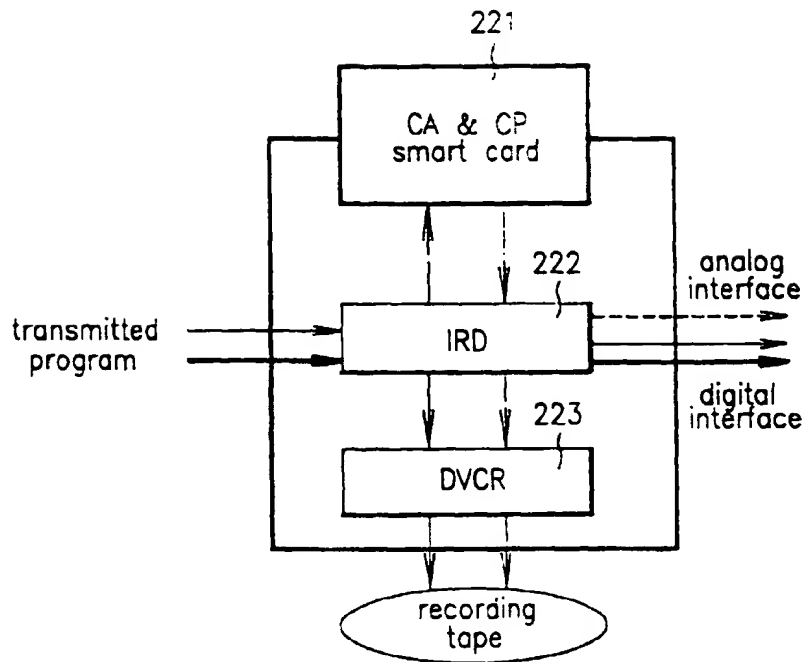 221
CA & CP
smart card
222
analog
interface
transmitted
program
IRD
digital
interface
223
DVCR
recording
tape